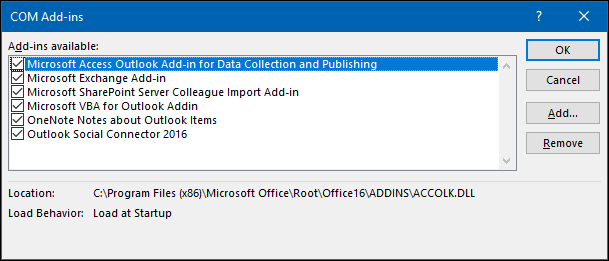 COM Add-ins
?
Add-ins available:
OK
Microsoft Access Outlook Add-in for Data Collection and Publishing
Microsoft Exchange Add-in
Cancel
Microsoft SharePoint Server Colleague Import Add-in
Microsoft VBA for Outlook Addin
Add...
OneNote Notes about Outlook Items
Outlook Social Connector 2016
Remove
Location: C:\Program Files (x86)\Microsoft Office\Root\Office16\ADDINS\ACCOLK.DLL
Load Behavior: Load at Startup